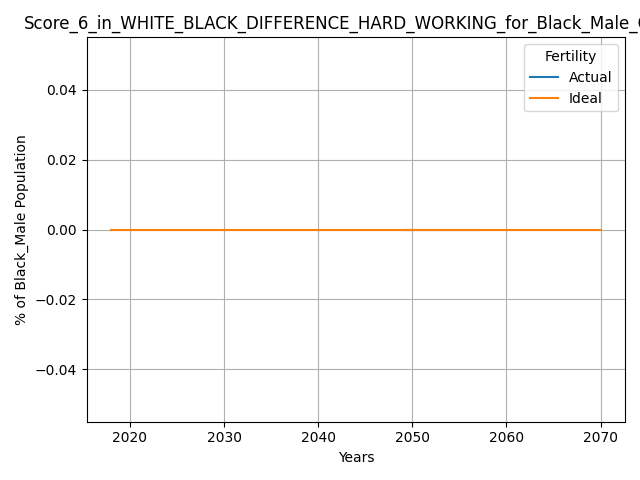 Score_6_in_WHITE_BLACK_DIFFERENCE_HARD_WORKING_for_Black_Male_
Fertility
Actual
Ideal
0.04
0.02
0.00
−0.02
−0.04
% of Black_Male Population
2020 2030 2040 2050 2060 2070
Years